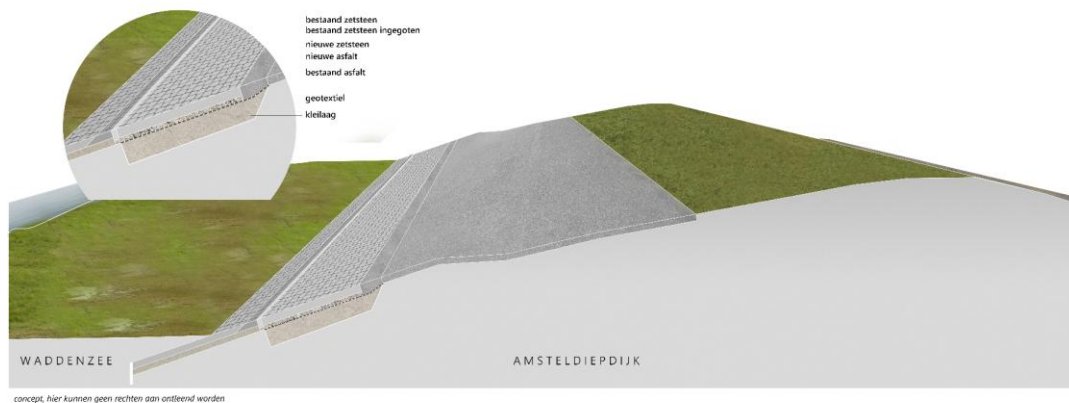 bestaand zetsteen
bestaand zetsteen ingegoten
nieuwe zetsteen
nieuwe asfalt
bestaand asfalt
geotextiel
kleilaag
WADDENZEE
AMSTELDIEPDIJK
concept, hier kunnen geen rechten aan ontleend worden